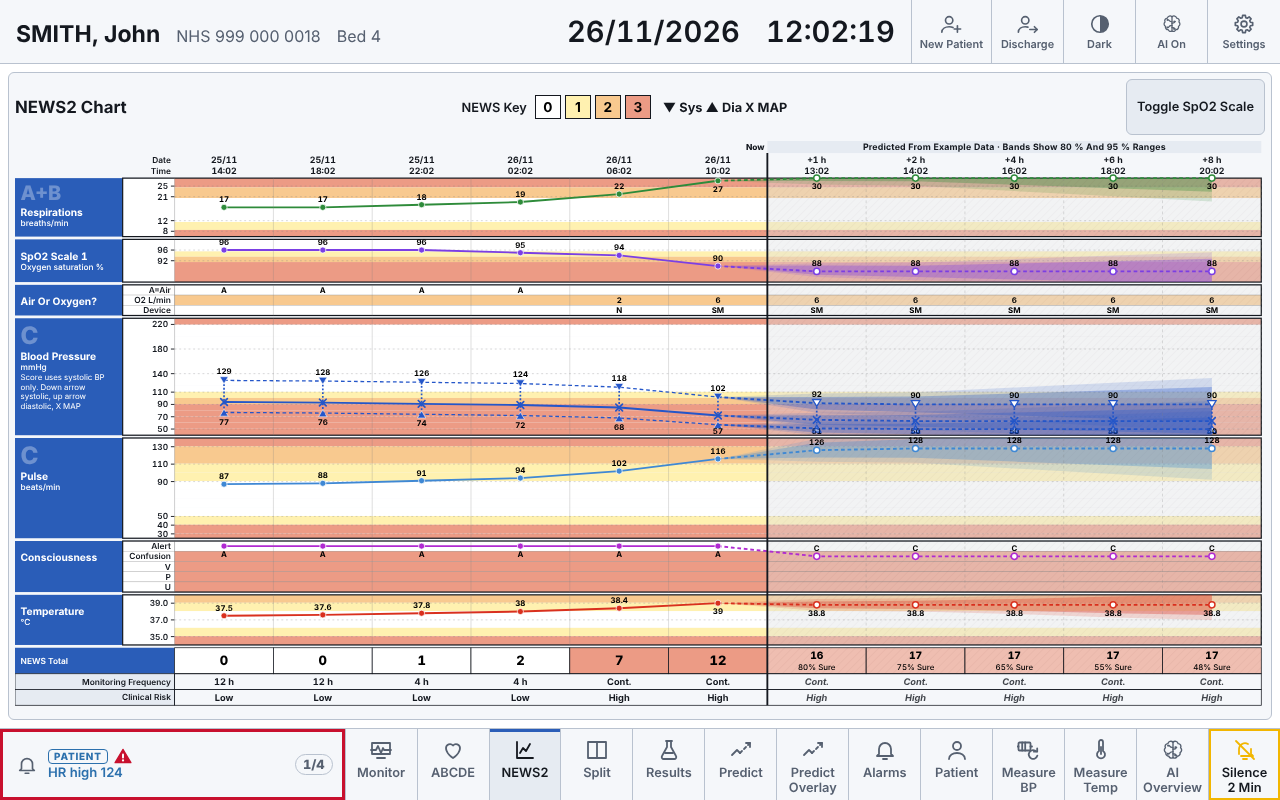 SMITH, John NHS 999 000 0018 Bed 4 26/11/2026 12:02:19
New Patient Discharge Dark AI On Settings
NEWS2 Chart NEWS Key 0 1 2 3 ▼ Sys ▲ Dia X MAP Toggle SpO2 Scale
Now Predicted From Example Data · Bands Show 80 % And 95 % Ranges
Date 25/11 25/11 25/11 26/11 26/11 26/11 +1 h +2 h +4 h +6 h +8 h
Time 14:02 18:02 22:02 02:02 06:02 10:02 13:02 14:02 16:02 18:02 20:02
A+B
Respirations
breaths/min
25
21
12
8
17 17 18 19 22 27 30 30 30 30 30
SpO2 Scale 1
Oxygen saturation %
96
92
96 96 96 95 94 90 88 88 88 88 88
Air Or Oxygen?
A=Air A A A A
O2 L/min 2 6 6 6 6 6 6
Device N SM SM SM SM SM SM
C
Blood Pressure
mmHg
Score uses systolic BP
only. Down arrow
systolic, up arrow
diastolic, X MAP
220
180
140
110
90
70
50
129 128 126 124 118 102 92 90 90 90 90
77 76 74 72 68 57
C
Pulse
beats/min
130
110
90
50
40
30
87 88 91 94 102 116 126 128 128 128 128
Consciousness
Alert
Confusion
V
P
U
A A A A A A C C C C C
Temperature
°C
39.0
37.0
35.0
37.5 37.6 37.8 38 38.4 39 38.8 38.8 38.8 38.8 38.8
NEWS Total 0 0 1 2 7 12 16 17 17 17 17
80% Sure 75% Sure 65% Sure 55% Sure 48% Sure
Monitoring Frequency 12 h 12 h 4 h 4 h Cont. Cont. Cont. Cont. Cont. Cont. Cont.
Clinical Risk Low Low Low Low High High High High High High High
PATIENT
HR high 124
1/4
Monitor ABCDE NEWS2 Split Results Predict Predict Overlay Alarms Patient Measure BP Measure Temp AI Overview Silence 2 Min